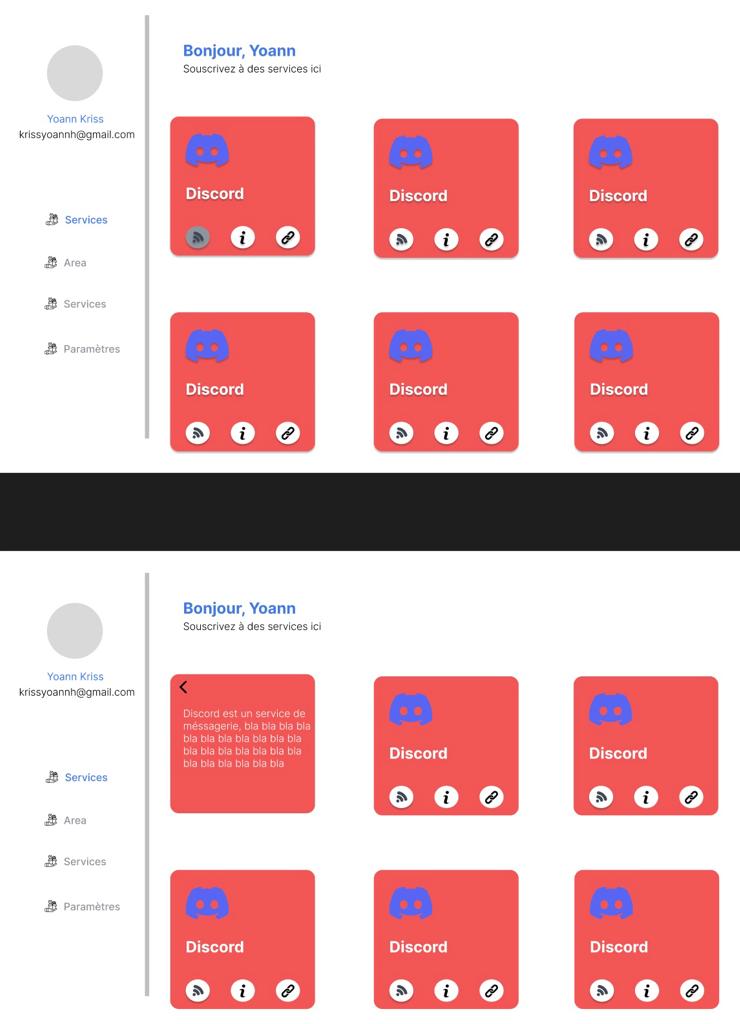 Bonjour, Yoann
Souscrivez à des services ici
Yoann Kriss
krissyoannh@gmail.com
Services
Area
Services
Paramètres
Discord
Discord
Discord
Discord
Discord
Discord
Bonjour, Yoann
Souscrivez à des services ici
Yoann Kriss
krissyoannh@gmail.com
Services
Area
Services
Paramètres
Discord est un service de
méssagerie, bla bla bla bla
bla bla bla bla bla bla bla
bla bla bla bla bla bla bla
bla bla bla bla bla bla
Discord
Discord
Discord
Discord
Discord